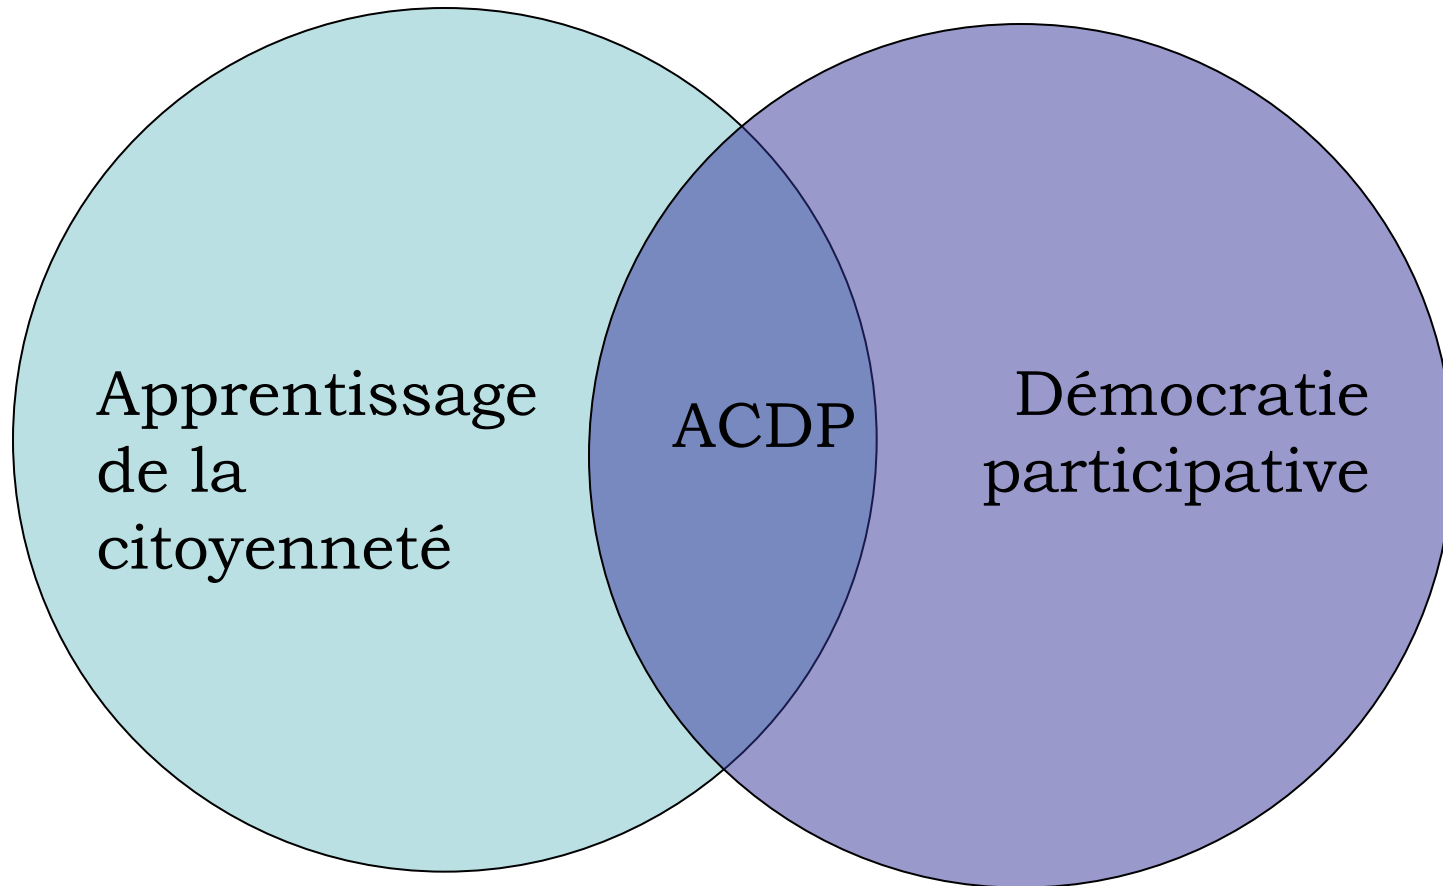 Apprentissage
de la
citoyenneté
ACDP
Démocratie
participative